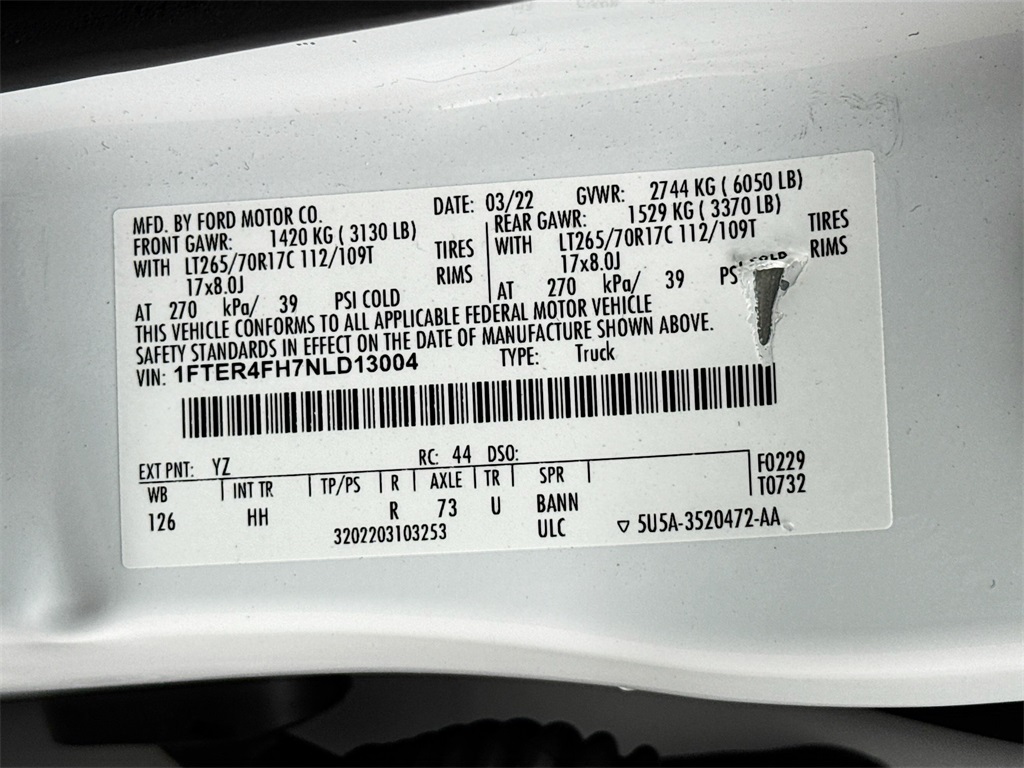 MFD. BY FORD MOTOR CO. DATE: 03/22 GVWR: 2744 KG ( 6050 LB)
FRONT GAWR: 1420 KG ( 3130 LB) REAR GAWR: 1529 KG ( 3370 LB)
WITH LT265/70R17C 112/109T TIRES WITH LT265/70R17C 112/109T TIRES
17x8.0J RIMS 17x8.0J RIMS
AT 270 kPa/ 39 PSI COLD AT 270 kPa/ 39
THIS VEHICLE CONFORMS TO ALL APPLICABLE FEDERAL MOTOR VEHICLE
SAFETY STANDARDS IN EFFECT ON THE DATE OF MANUFACTURE SHOWN ABOVE.
VIN: 1FTER4FH7NLD13004 TYPE: Truck
EXT PNT: YZ RC: 44 DSO:
WB INT TR TP/PS R AXLE TR SPR F0229
126 HH R 73 U BANN T0732
3202203103253 ULC ▽ 5U5A-3520472-AA